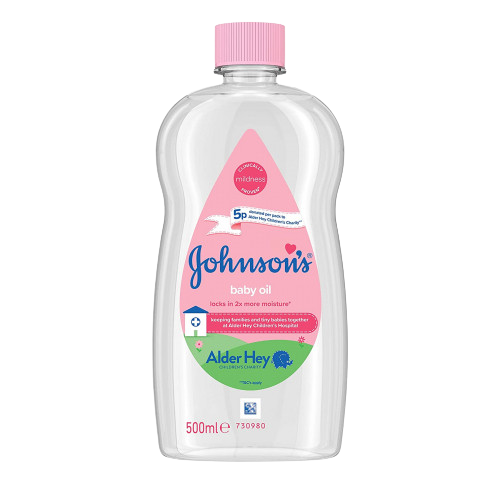 CLINICALLY
mildness
PROVEN*
5p donated per pack to
Alder Hey Children's Charity**
Johnson's®
baby oil
locks in 2x more moisture*
keeping families and tiny babies together
at Alder Hey Children's Hospital
Alder Hey
CHILDREN'S CHARITY
500ml e 730980